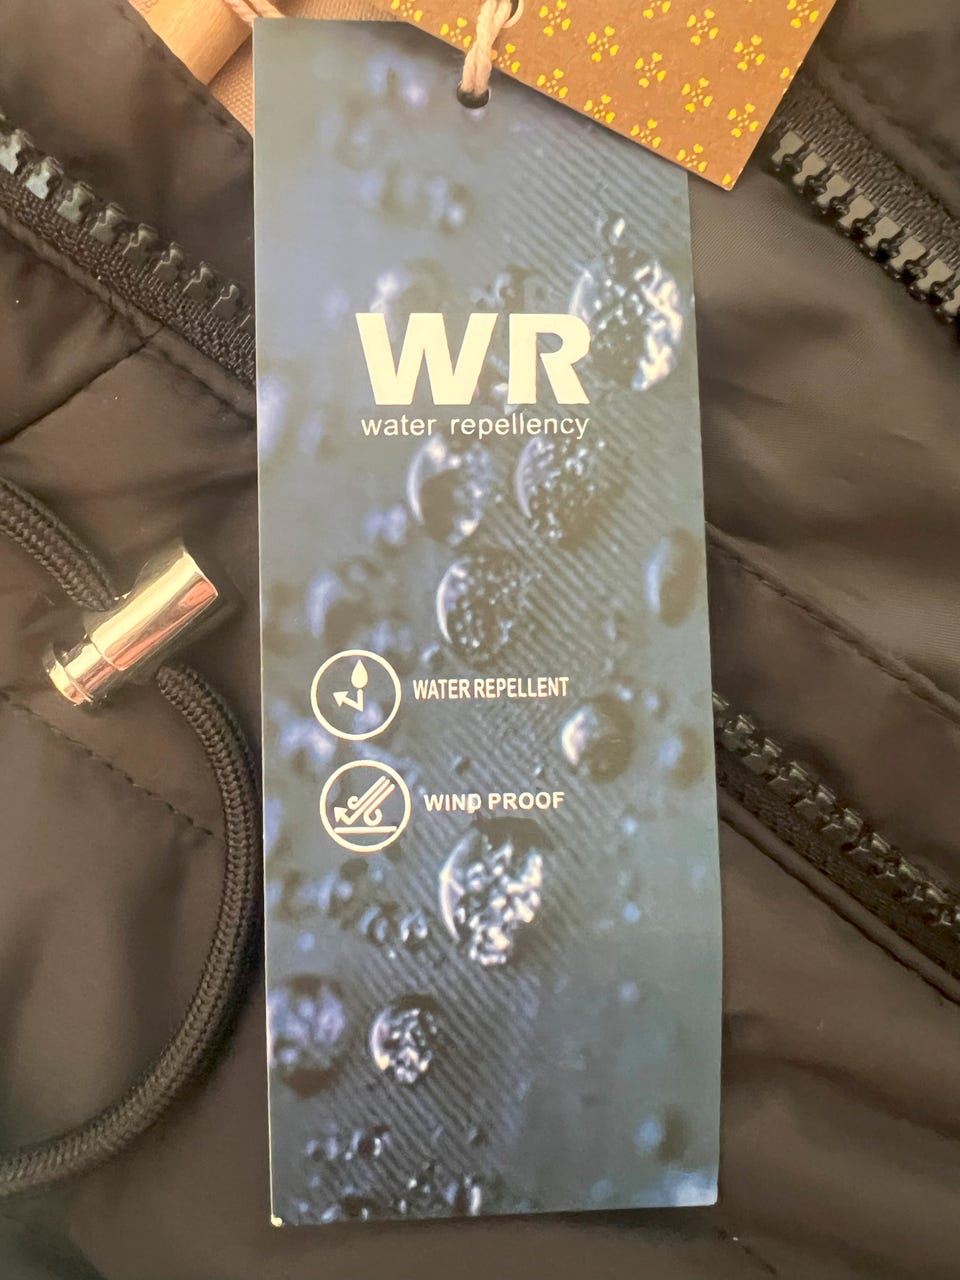 WR
water repellency
WATER REPELLENT
WIND PROOF